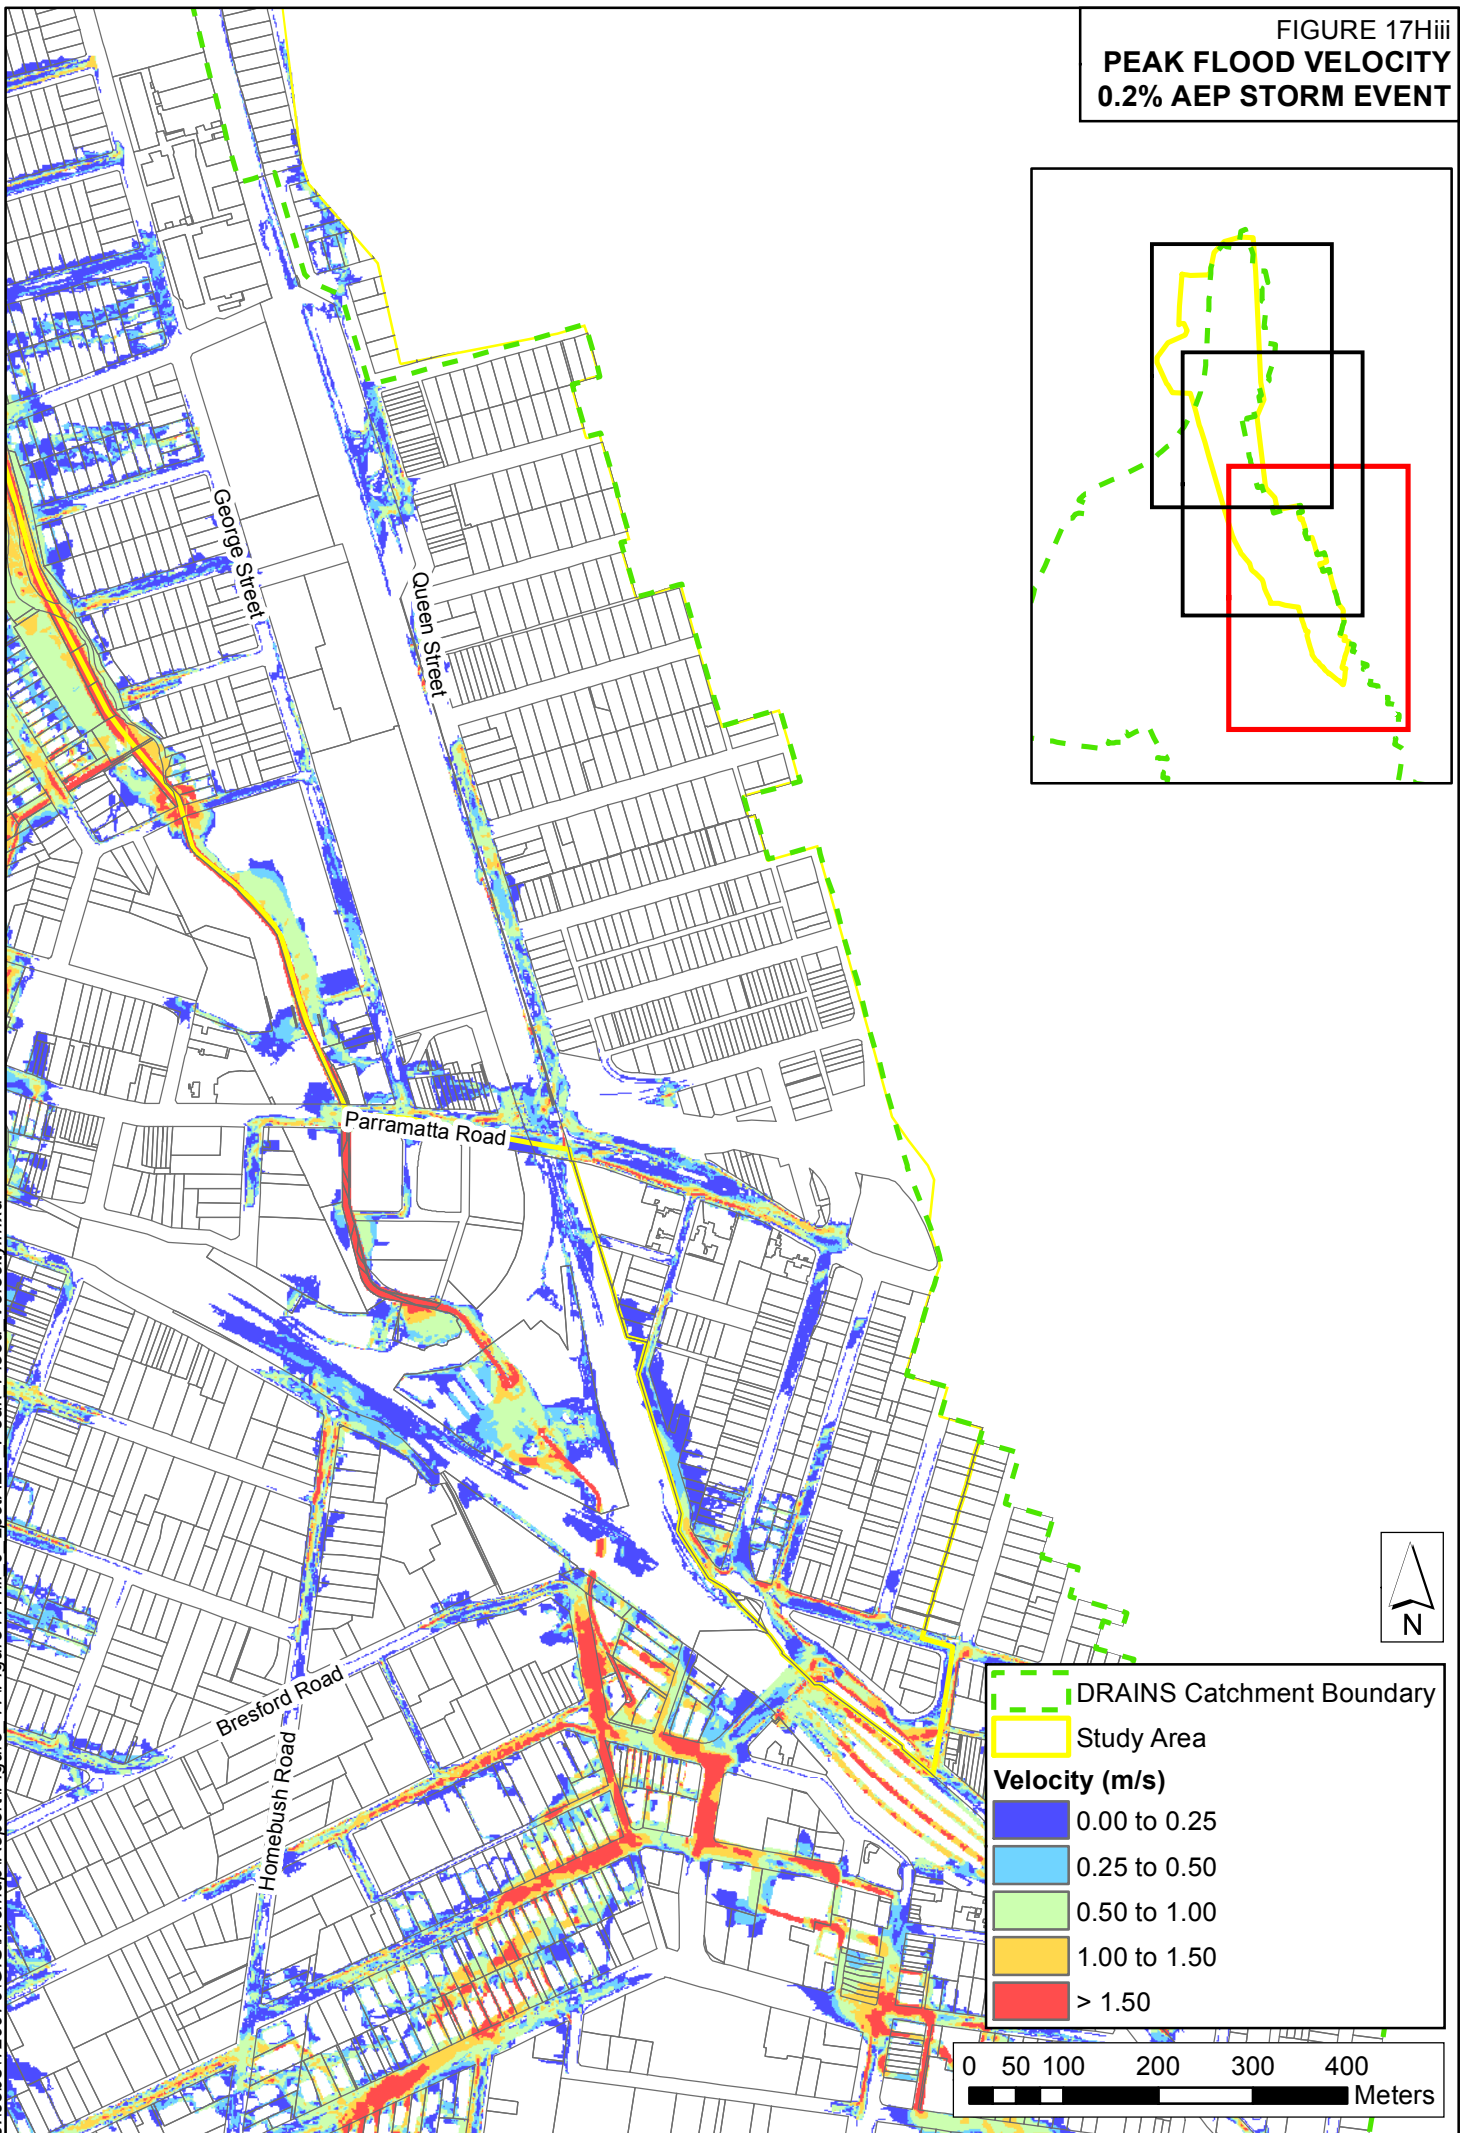 FIGURE 17Hiii
PEAK FLOOD VELOCITY
0.2% AEP STORM EVENT
George Street
Queen Street
Parramatta Road
Bresford Road
Homebush Road
N
DRAINS Catchment Boundary
Study Area
Velocity (m/s)
0.00 to 0.25
0.25 to 0.50
0.50 to 1.00
1.00 to 1.50
> 1.50
0 50 100 200 300 400
Meters